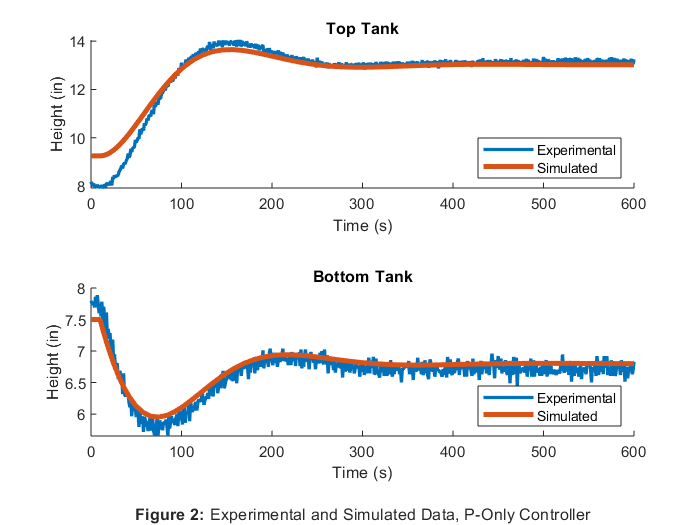 Top Tank
14
12
10
8
Height (in)
Experimental
Simulated
0 100 200 300 400 500 600
Time (s)
Bottom Tank
8
7.5
7
6.5
6
Height (in)
Experimental
Simulated
0 100 200 300 400 500 600
Time (s)
Figure 2: Experimental and Simulated Data, P-Only Controller